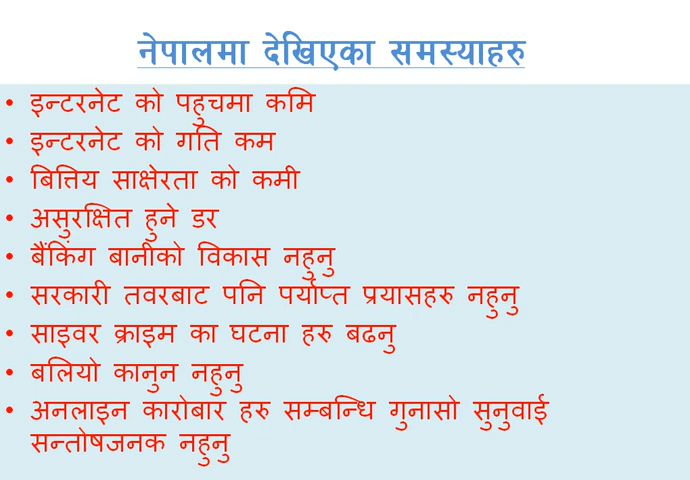 नेपालमा देखिएका समस्याहरु
• इन्टरनेट को पहुचमा कमि
• इन्टरनेट को गति कम
• बित्तिय साक्षेरता को कमी
• असुरक्षित हुने डर
• बैंकिंग बानीको विकास नहुनु
• सरकारी तवरबाट पनि पर्याप्त प्रयासहरु नहुनु
• साइवर क्राइम का घटना हरु बढनु
• बलियो कानुन नहुनु
• अनलाइन कारोबार हरु सम्बन्धि गुनासो सुनुवाई
सन्तोषजनक नहुनु